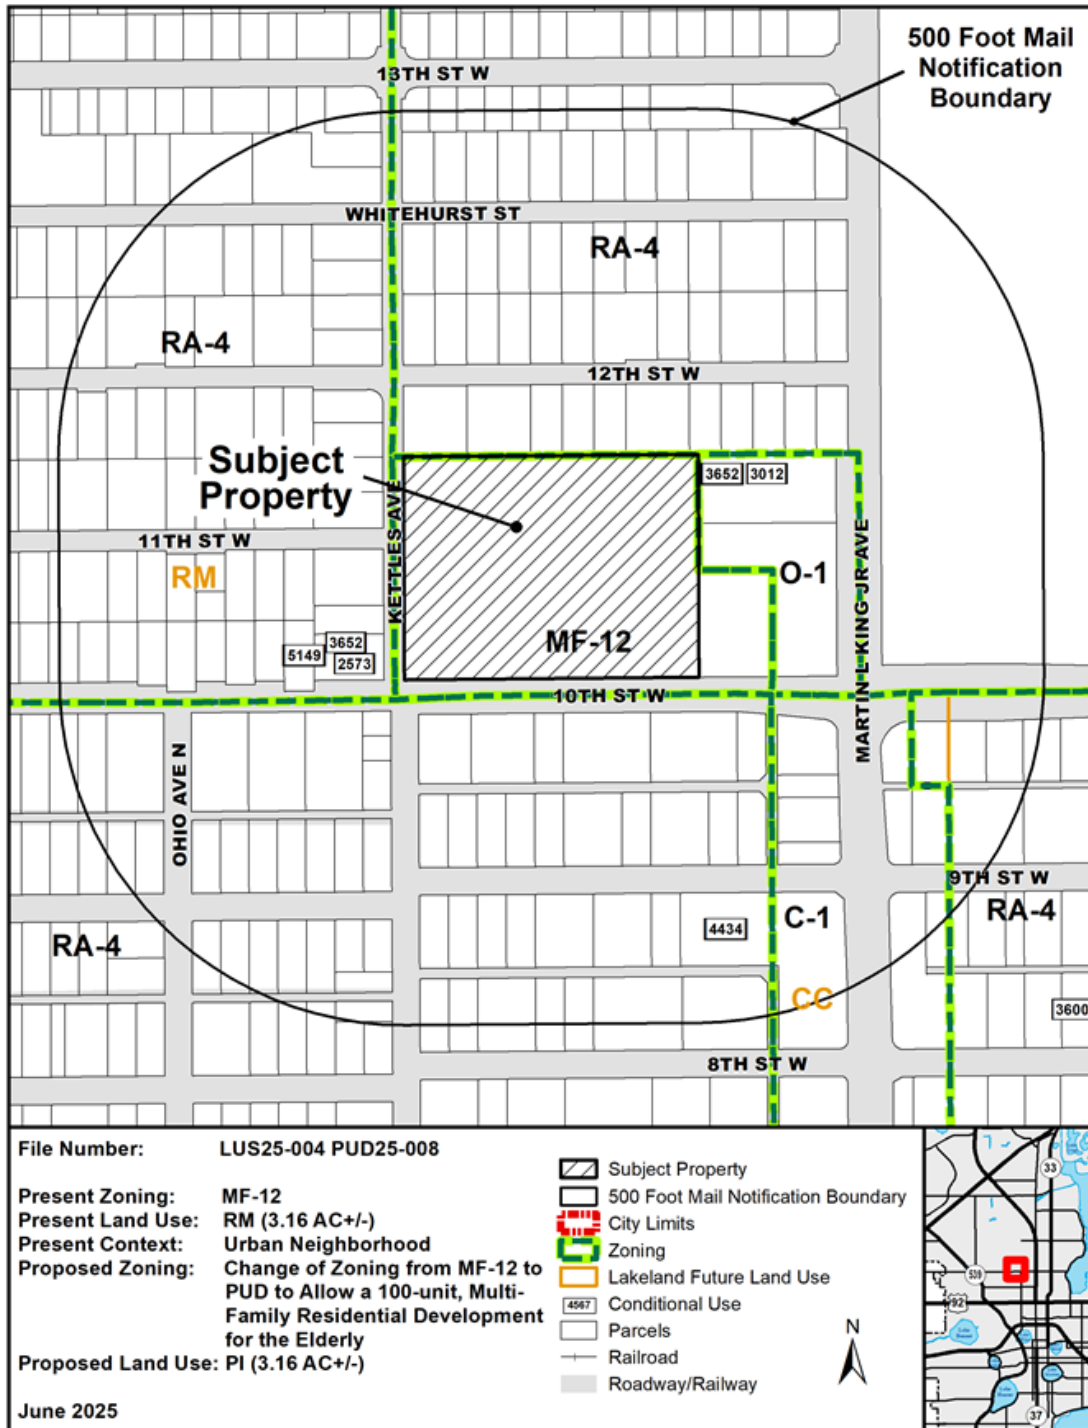 500 Foot Mail
Notification
Boundary
13TH ST W
WHITEHURST ST
RA-4
RA-4
12TH ST W
Subject
Property
3652
3012
KETTLES AVE
11TH ST W
RM
O-1
MARTIN L KING JR AVE
MF-12
3652
5149
2573
10TH ST W
OHIO AVE N
9TH ST W
RA-4
C-1
4434
RA-4
CC
3600
8TH ST W
File Number: LUS25-004 PUD25-008
Present Zoning: MF-12
Present Land Use: RM (3.16 AC+/-)
Present Context: Urban Neighborhood
Proposed Zoning: Change of Zoning from MF-12 to
PUD to Allow a 100-unit, Multi-
Family Residential Development
for the Elderly
Proposed Land Use: PI (3.16 AC+/-)
June 2025
Subject Property
500 Foot Mail Notification Boundary
City Limits
Zoning
Lakeland Future Land Use
4567 Conditional Use
Parcels
Railroad
Roadway/Railway
N
33
539
92
37